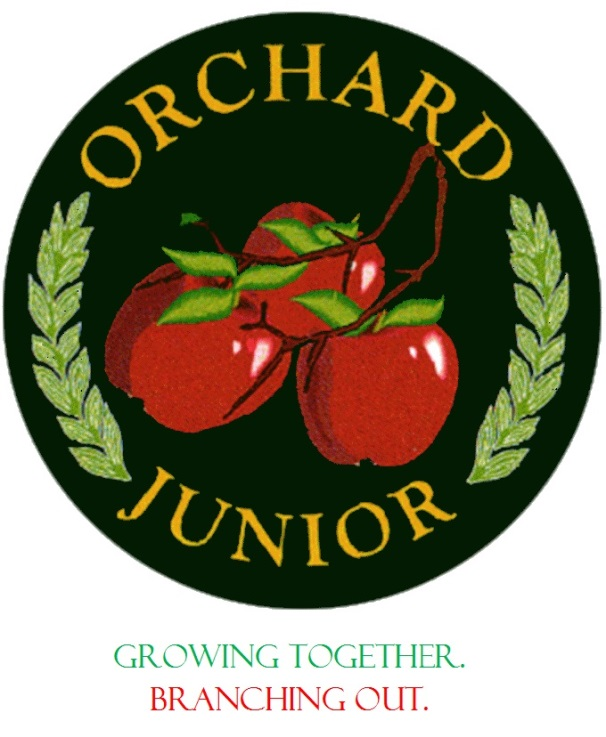 ORCHARD
JUNIOR
GROWING TOGETHER.
BRANCHING OUT.